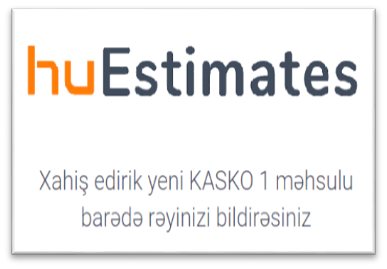 huEstimates
Xahiş edirik yeni KASKO 1 məhsulu
barədə rəyinizi bildirəsiniz